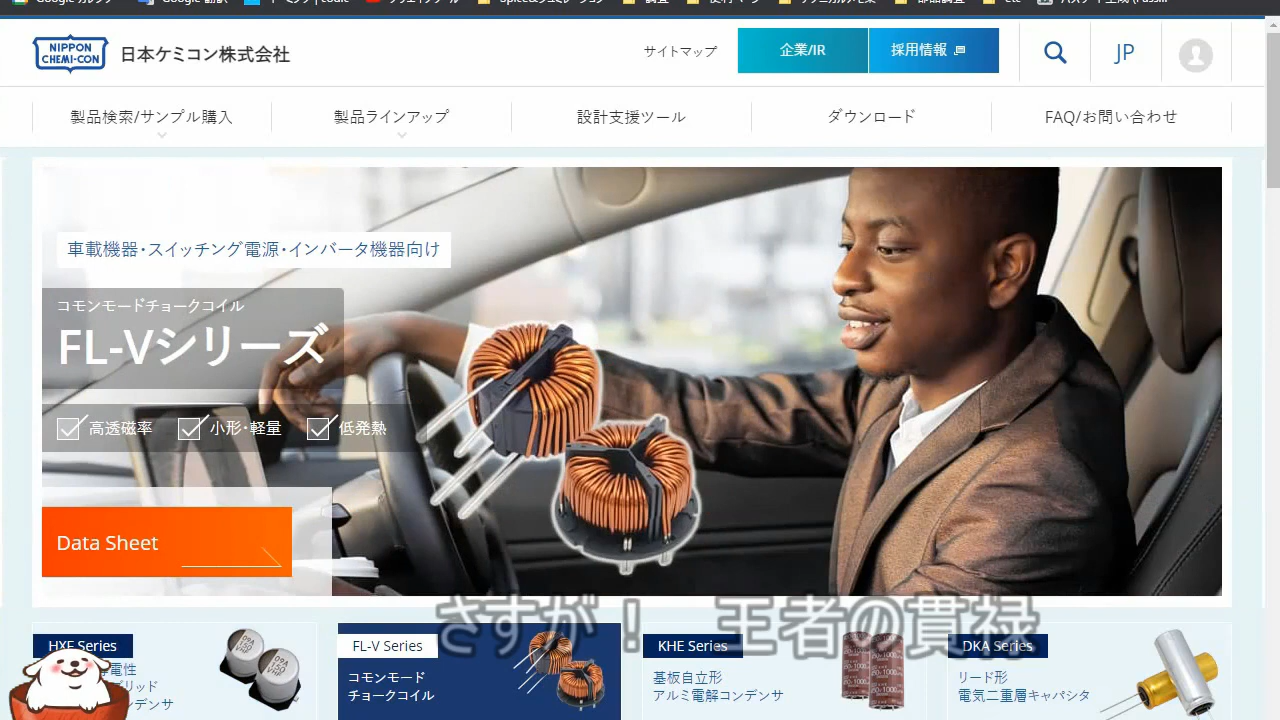 NIPPON
CHEMI-CON
日本ケミコン株式会社
サイトマップ
企業/IR
採用情報
JP
製品検索/サンプル購入
製品ラインアップ
設計支援ツール
ダウンロード
FAQ/お問い合わせ
車載機器・スイッチング電源・インバータ機器向け
コモンモードチョークコイル
FL-Vシリーズ
高透磁率
小形・軽量
低発熱
Data Sheet
さすが！ 王者の貫禄
HXE Series
FL-V Series
コモンモード
チョークコイル
KHE Series
基板自立形
アルミ電解コンデンサ
DKA Series
リード形
電気二重層キャパシタ